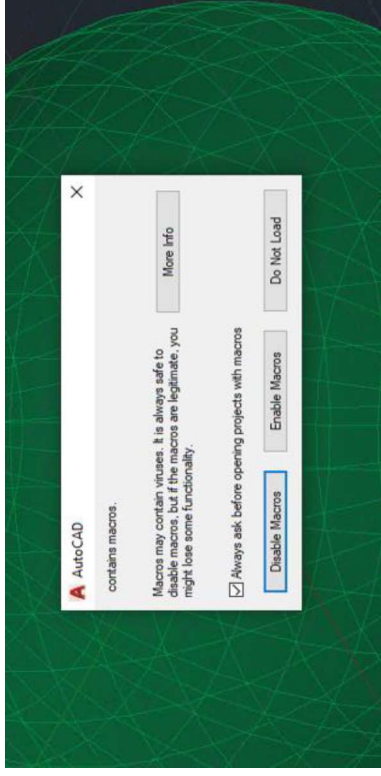 AutoCAD
contains macros.
Macros may contain viruses. It is always safe to
disable macros, but if the macros are legitimate, you
might lose some functionality.
More Info
Always ask before opening projects with macros
Disable Macros
Enable Macros
Do Not Load